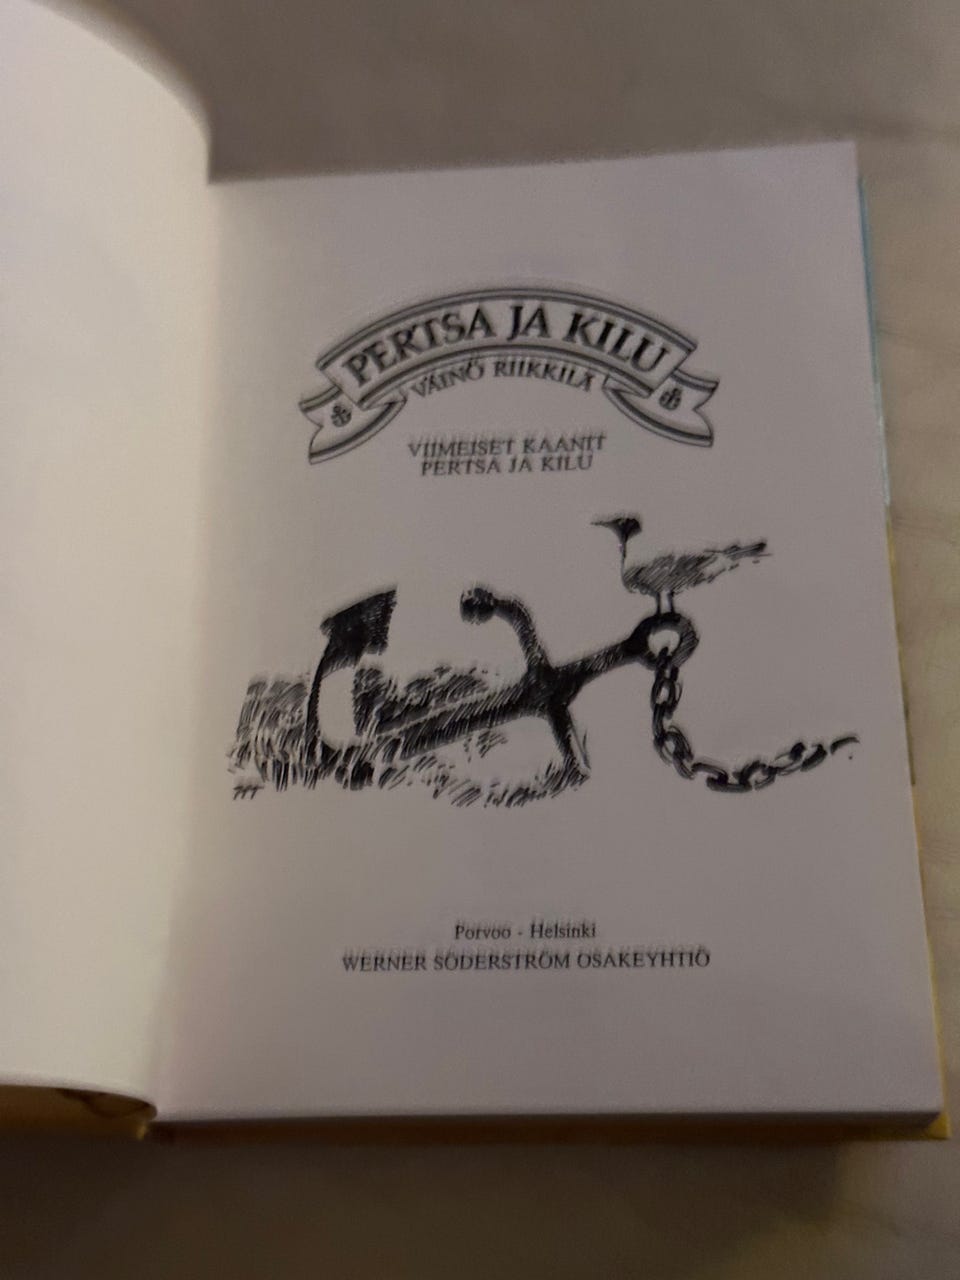 PERTSA JA KILU
VÄINÖ RIIKKILÄ
VIIMEISET KAANIT
PERTSA JA KILU
Porvoo - Helsinki
WERNER SÖDERSTRÖM OSAKEYHTIÖ